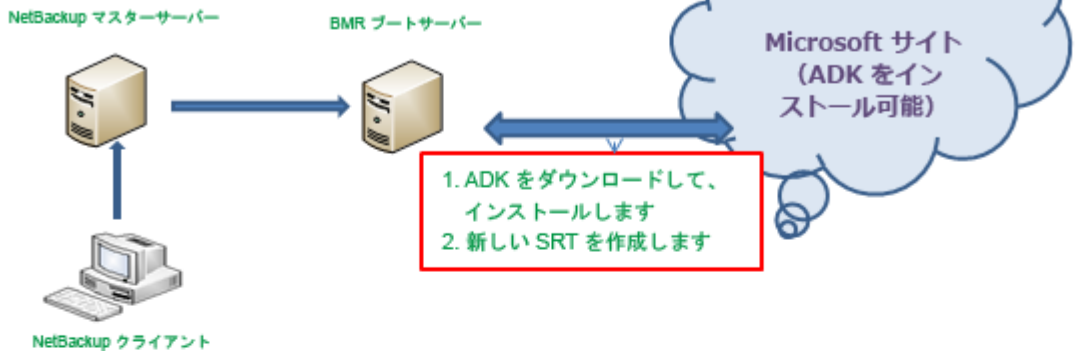 NetBackup マスターサーバー
BMR ブートサーバー
Microsoft サイト
（ADK をイン
ストール可能）
1. ADK をダウンロードして、
インストールします
2. 新しい SRT を作成します
NetBackup クライアント